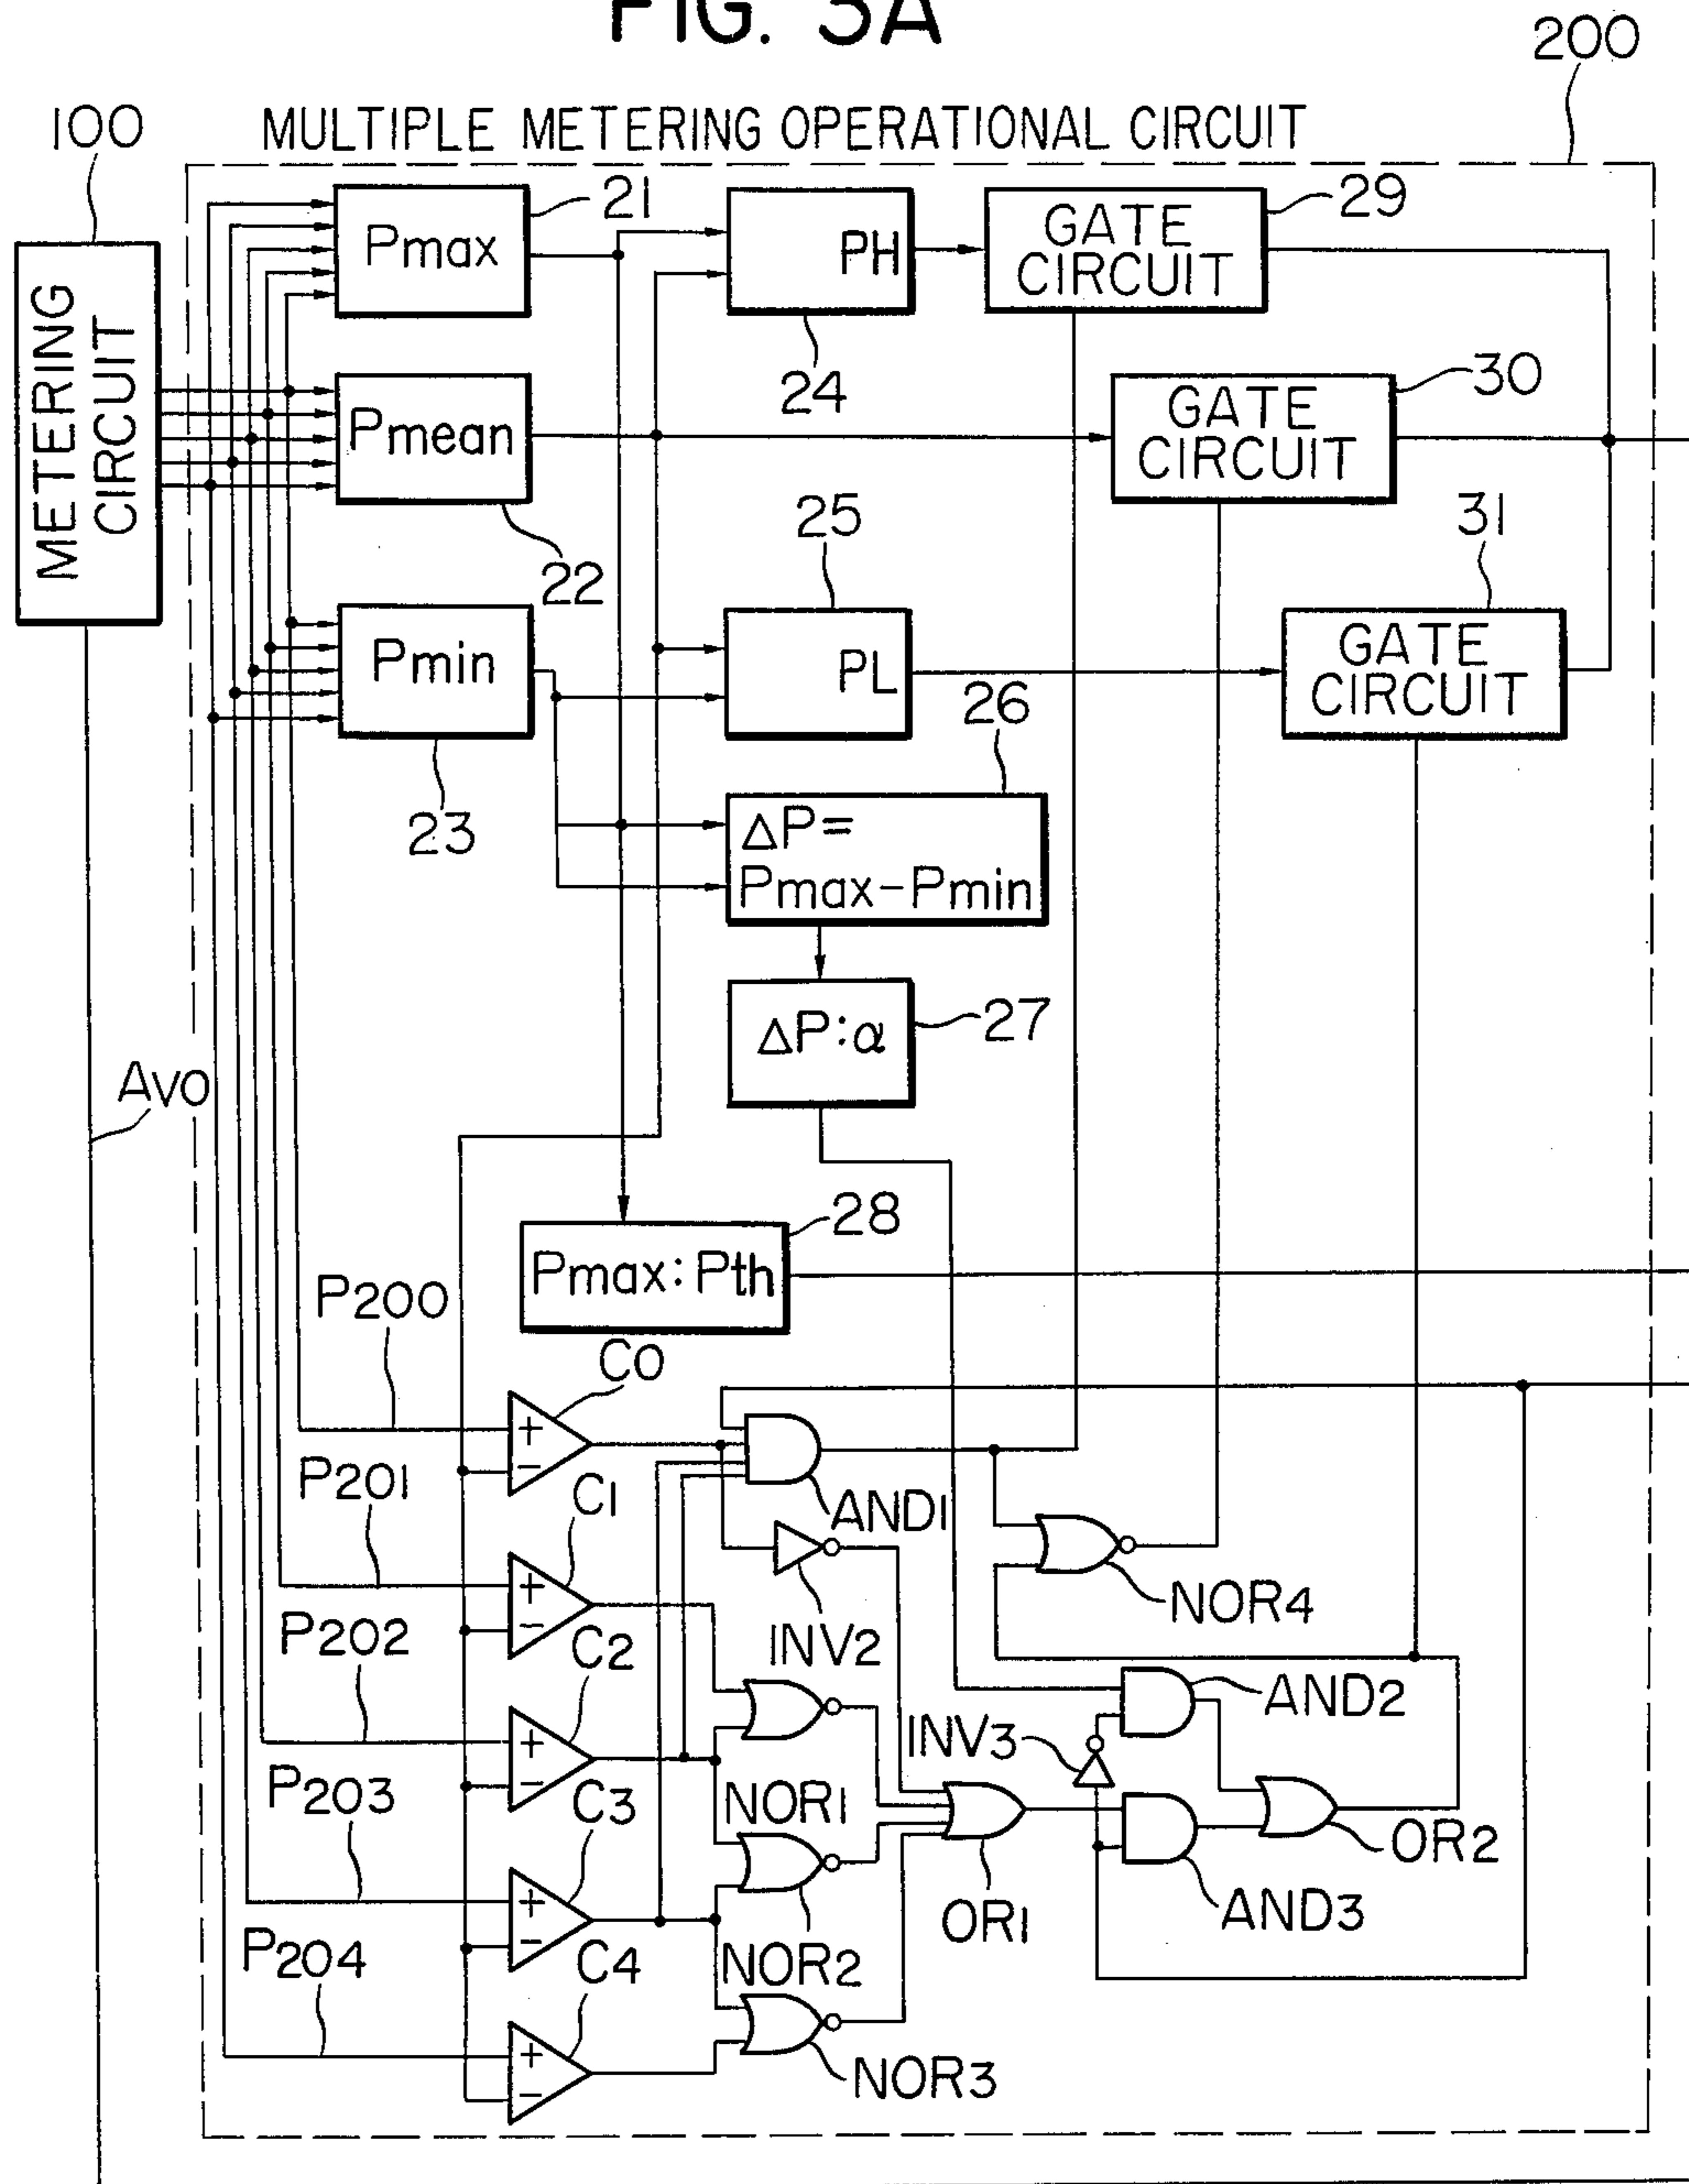 FIG. 3A
200
100
MULTIPLE METERING OPERATIONAL CIRCUIT
METERING
CIRCUIT
Pmax
21
PH
24
GATE
CIRCUIT
29
Pmean
22
GATE
CIRCUIT
30
Pmin
23
25
PL
GATE
CIRCUIT
31
26
ΔP=
Pmax-Pmin
ΔP:α
27
Avo
28
Pmax:Pth
P200
Co
+
-
AND1
P201
C1
+
-
INV2
NOR4
P202
C2
+
-
NOR1
INV3
AND2
P203
C3
+
-
NOR2
OR1
AND3
OR2
P204
C4
+
-
NOR3